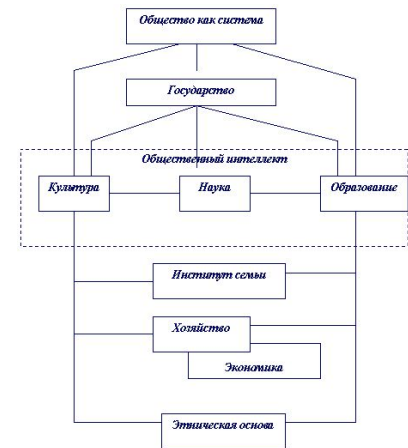 Общество как система
Государство
Общественный интеллект
Культура
Наука
Образование
Институт семьи
Хозяйство
Экономика
Этническая основа